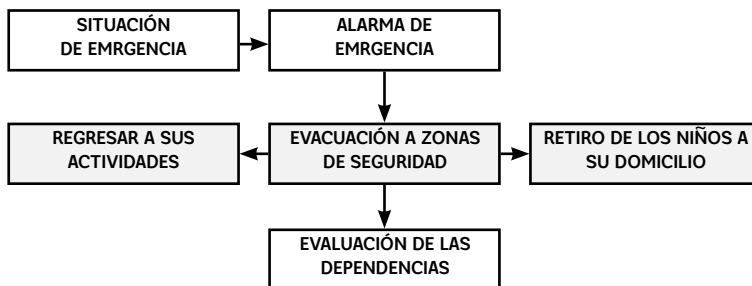 SITUACIÓN
DE EMRGENCIA
ALARMA DE
EMRGENCIA
REGRESAR A SUS
ACTIVIDADES
EVACUACIÓN A ZONAS
DE SEGURIDAD
RETIRO DE LOS NIÑOS A
SU DOMICILIO
EVALUACIÓN DE LAS
DEPENDENCIAS